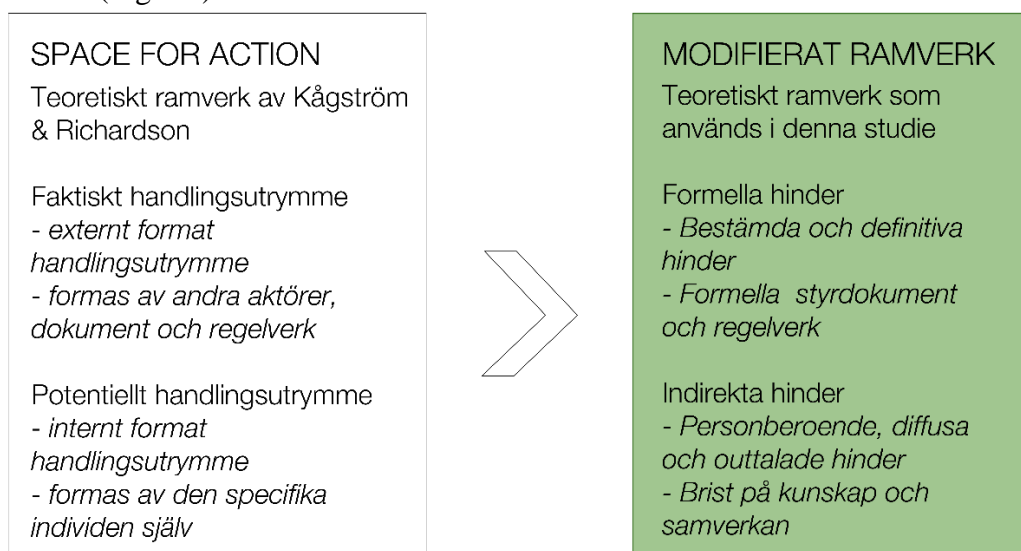 SPACE FOR ACTION
Teoretiskt ramverk av Kågström
& Richardson
Faktiskt handlingsutrymme
- externt format
handlingsutrymme
- formas av andra aktörer,
dokument och regelverk
Potentiellt handlingsutrymme
- internt format
handlingsutrymme
- formas av den specifika
individen själv
MODIFIERAT RAMVERK
Teoretiskt ramverk som
används i denna studie
Formella hinder
- Bestämda och definitiva
hinder
- Formella styrdokument
och regelverk
Indirekta hinder
- Personberoende, diffusa
och outtalade hinder
- Brist på kunskap och
samverkan